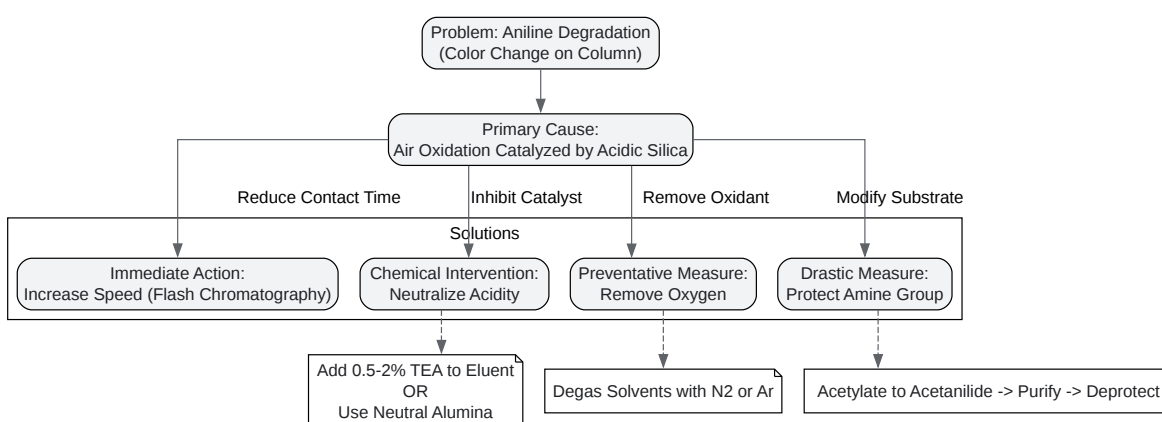 Problem: Aniline Degradation
(Color Change on Column)
Primary Cause:
Air Oxidation Catalyzed by Acidic Silica
Reduce Contact Time
Inhibit Catalyst
Remove Oxidant
Modify Substrate
Solutions
Immediate Action:
Increase Speed (Flash Chromatography)
Chemical Intervention:
Neutralize Acidity
Preventative Measure:
Remove Oxygen
Drastic Measure:
Protect Amine Group
Add 0.5-2% TEA to Eluent
OR
Use Neutral Alumina
Degas Solvents with N2 or Ar
Acetylate to Acetanilide -> Purify -> Deprotect